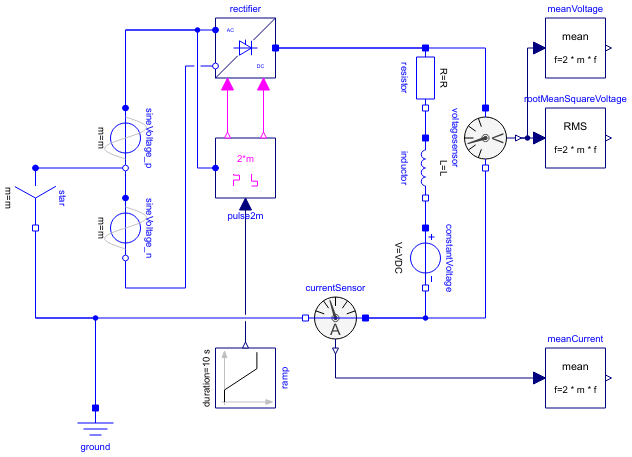 rectifier
meanVoltage
AC
DC
mean
f=2 * m * f
R=R
resistor
rootMeanSquareVoltage
RMS
f=2 * m * f
voltagesensor
V
sineVoltage_p
m=m
2*m
pulse2m
L=L
inductor
star
m=m
sineVoltage_n
m=m
constantVoltage
+
−
V=VDC
currentSensor
A
meanCurrent
mean
f=2 * m * f
duration=10 s
ramp
ground